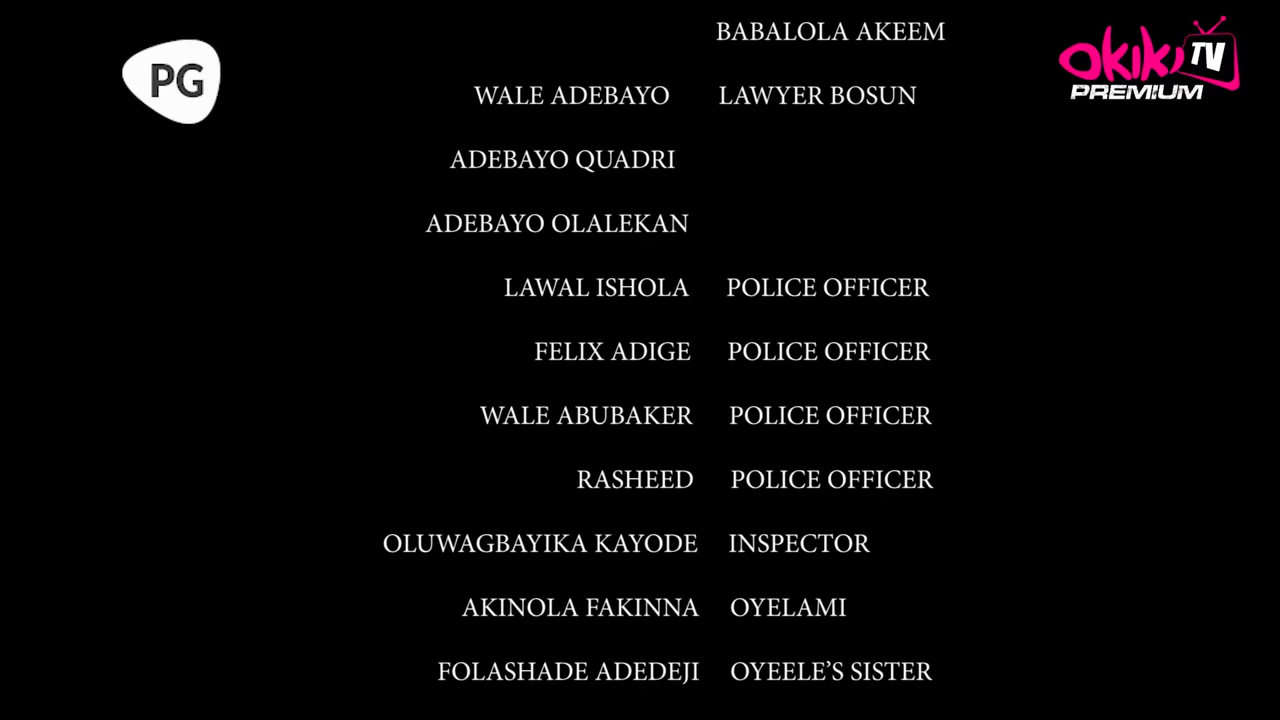 BABALOLA AKEEM
PG
OKIKI TV
PREMIUM
WALE ADEBAYO LAWYER BOSUN
ADEBAYO QUADRI
ADEBAYO OLALEKAN
LAWAL ISHOLA POLICE OFFICER
FELIX ADIGE POLICE OFFICER
WALE ABUBAKER POLICE OFFICER
RASHEED POLICE OFFICER
OLUWAGBAYIKA KAYODE INSPECTOR
AKINOLA FAKINNA OYELAMI
FOLASHADE ADEDEJI OYEELE’S SISTER